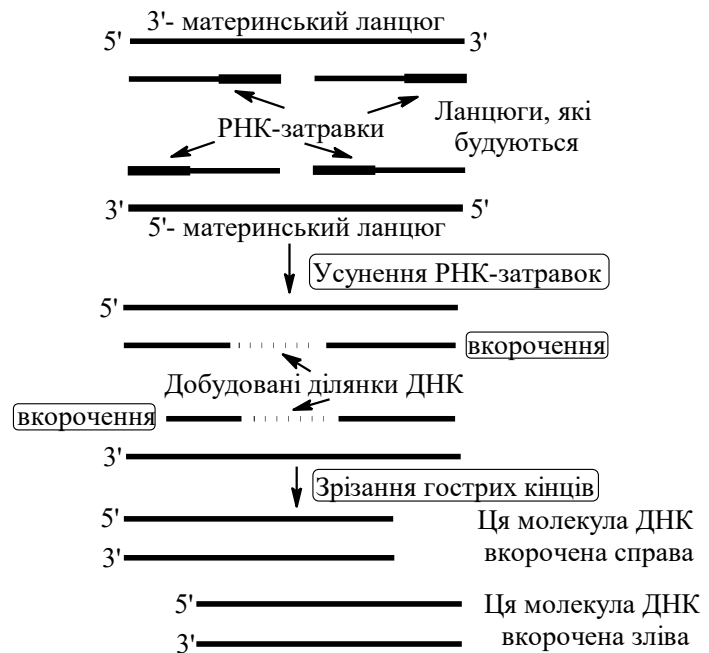 3'- материнський ланцюг
5' 3'
РНК-затравки
Ланцюги, які
будуються
3' 5'
5'- материнський ланцюг
Усунення РНК-затравок
5'
вкорочення
Добудовані ділянки ДНК
вкорочення
3'
Зрізання гострих кінців
5'
Ця молекула ДНК
3'
вкорочена справа
5'
Ця молекула ДНК
3'
вкорочена зліва